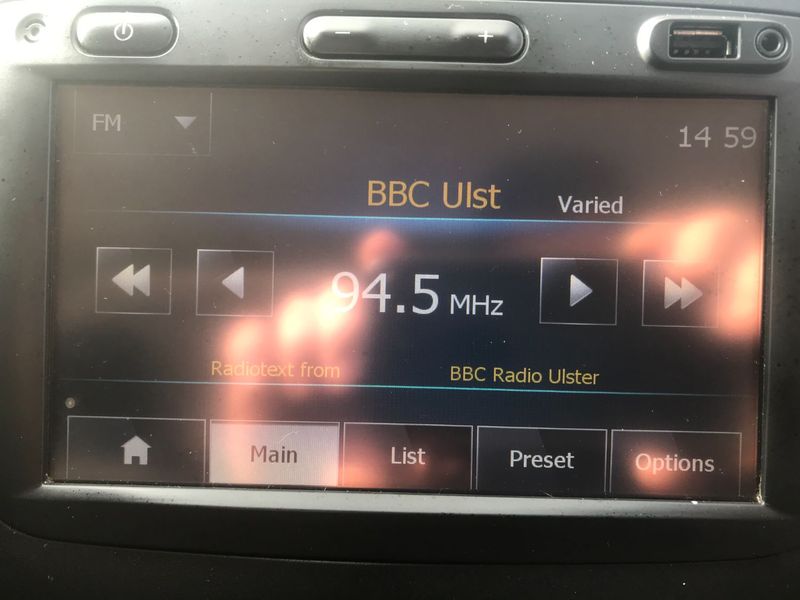 FM
14 59
BBC Ulst Varied
94.5 MHz
Radiotext from BBC Radio Ulster
Main List Preset Options